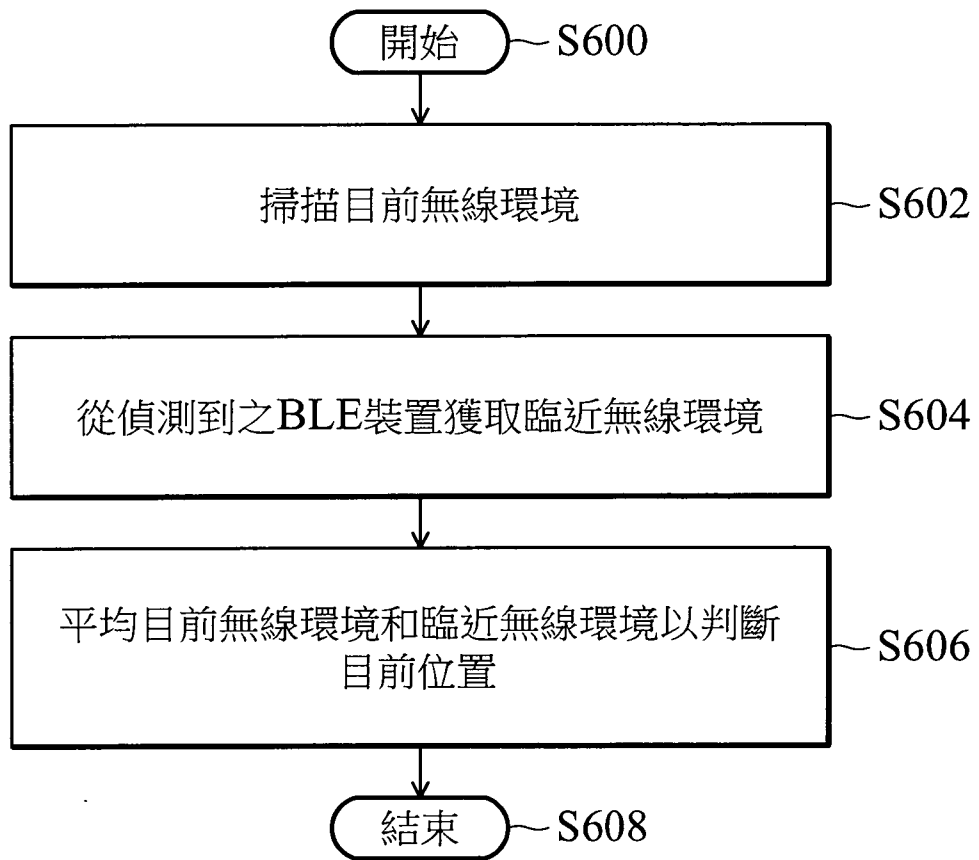 開始
S600
掃描目前無線環境
S602
從偵測到之BLE裝置獲取臨近無線環境
S604
平均目前無線環境和臨近無線環境以判斷
目前位置
S606
結束
S608